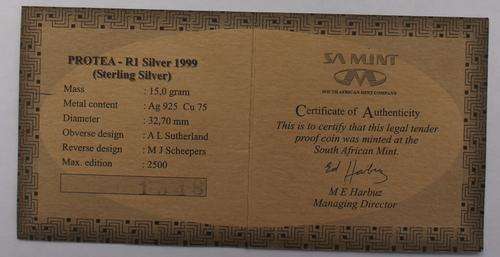 PROTEA - R1 Silver 1999
(Sterling Silver)
Mass : 15,0 gram
Metal content : Ag 925 Cu 75
Diameter : 32,70 mm
Obverse design : A L Sutherland
Reverse design : M J Scheepers
Max. edition : 2500
SA MINT
SOUTH AFRICAN MINT COMPANY
Certificate of Authenticity
This is to certify that this legal tender
proof coin was minted at the
South African Mint.
Ed Harbuz
M E Harbuz
Managing Director